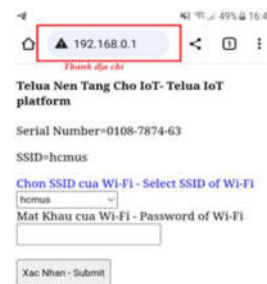 49% 16:4
192.168.0.1
1
Thanh địa chỉ
Telua Nen Tang Cho IoT- Telua IoT
platform
Serial Number=0108-7874-63
SSID=hcmus
Chon SSID cua Wi-Fi - Select SSID of Wi-Fi
hcmus
Mat Khau cua Wi-Fi - Password of Wi-Fi
Xac Nhan - Submit